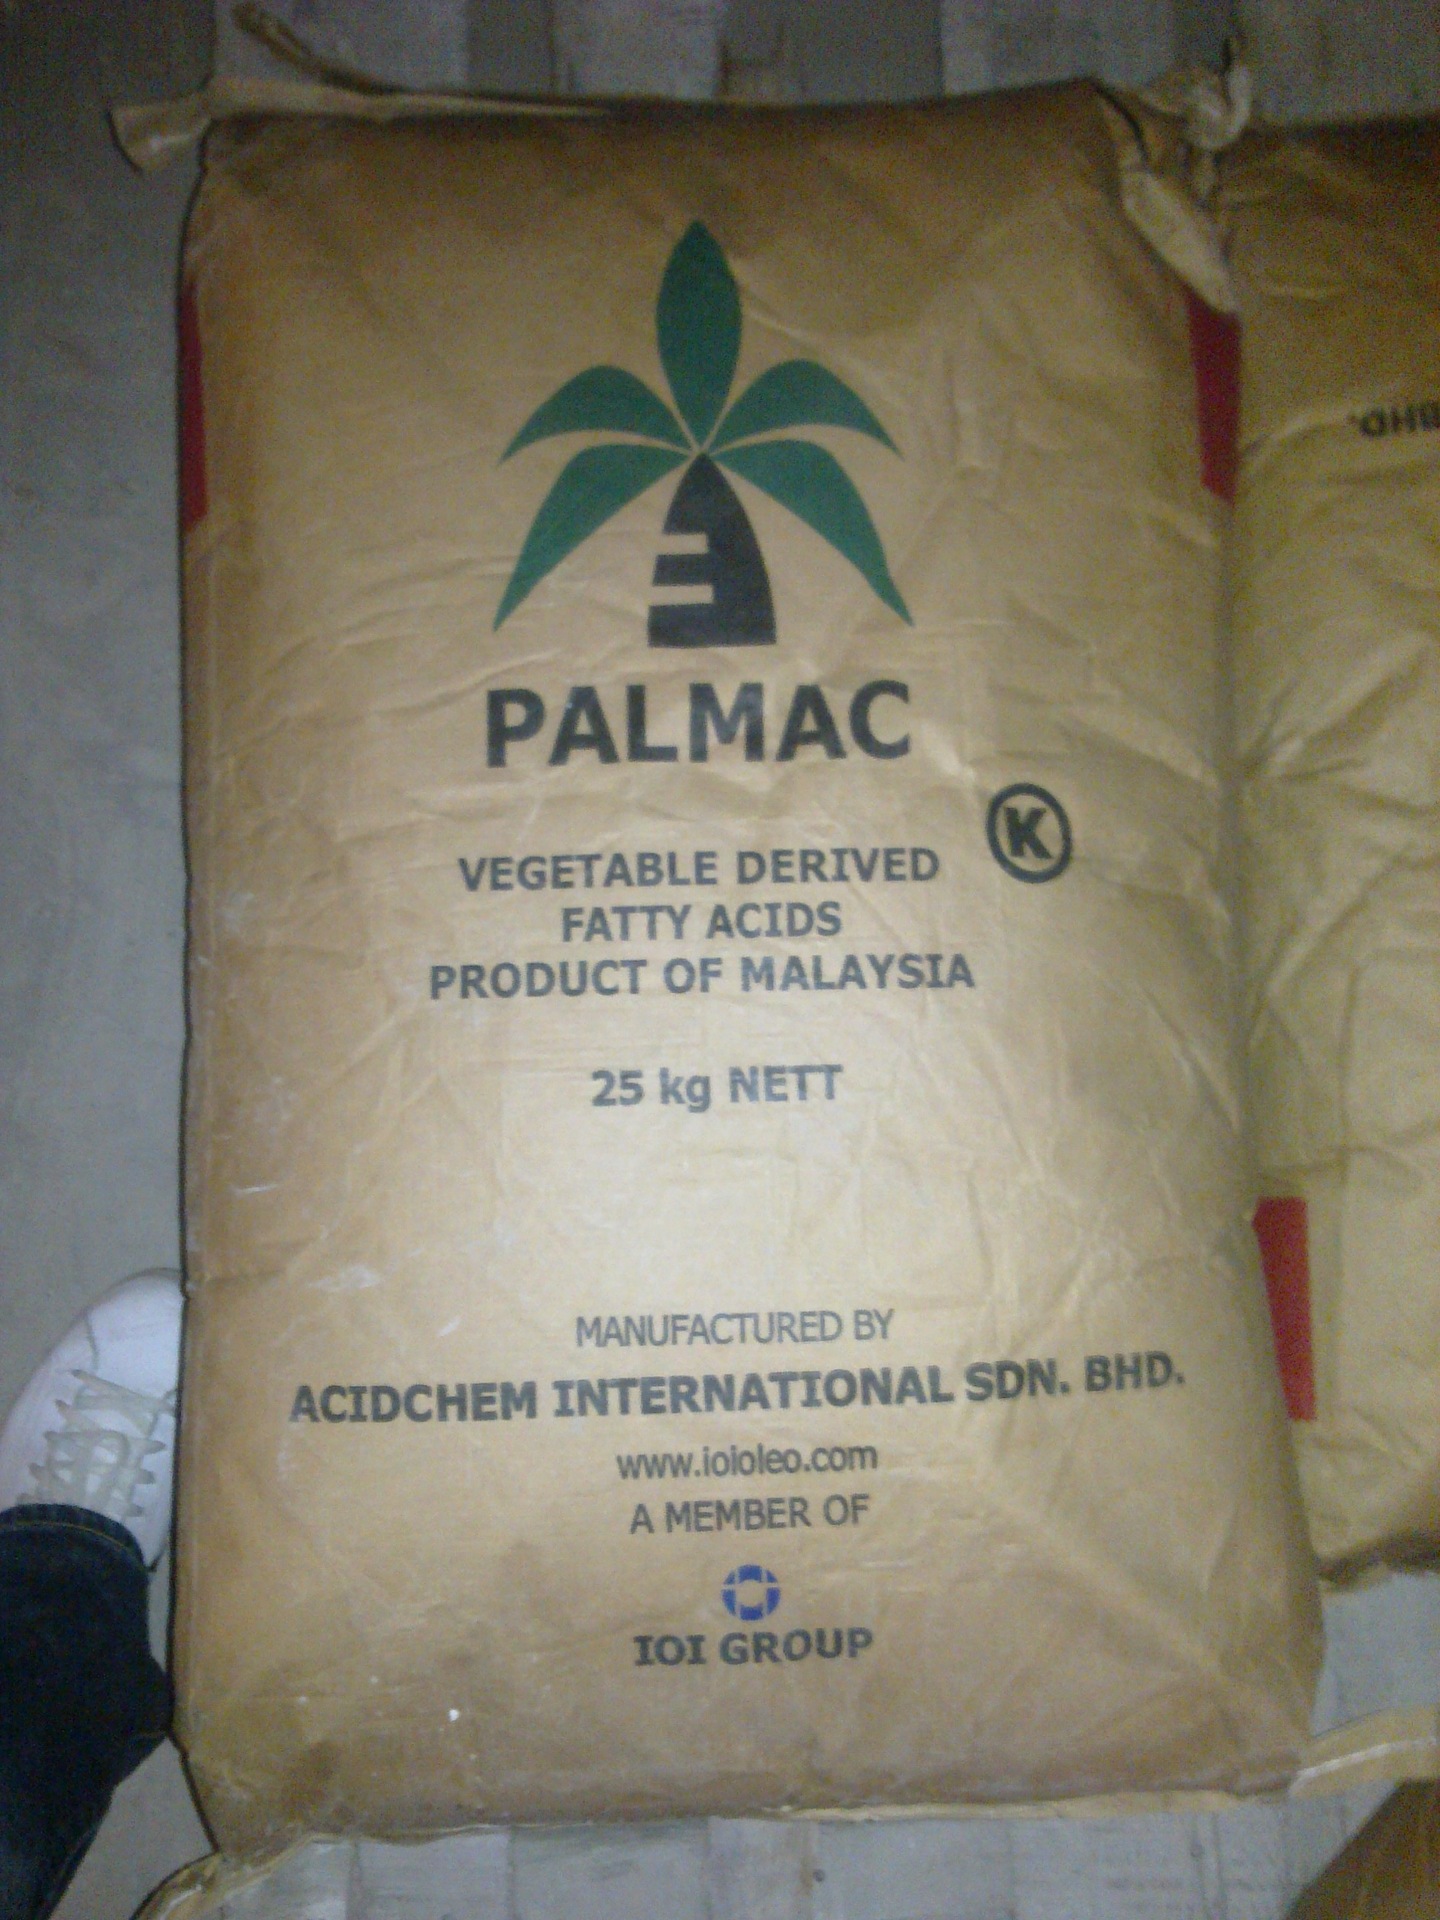 PALMAC
K
VEGETABLE DERIVED
FATTY ACIDS
PRODUCT OF MALAYSIA
25 kg NETT
MANUFACTURED BY
ACIDCHEM INTERNATIONAL SDN. BHD.
www.ioioleo.com
A MEMBER OF
IOI GROUP
BHD.